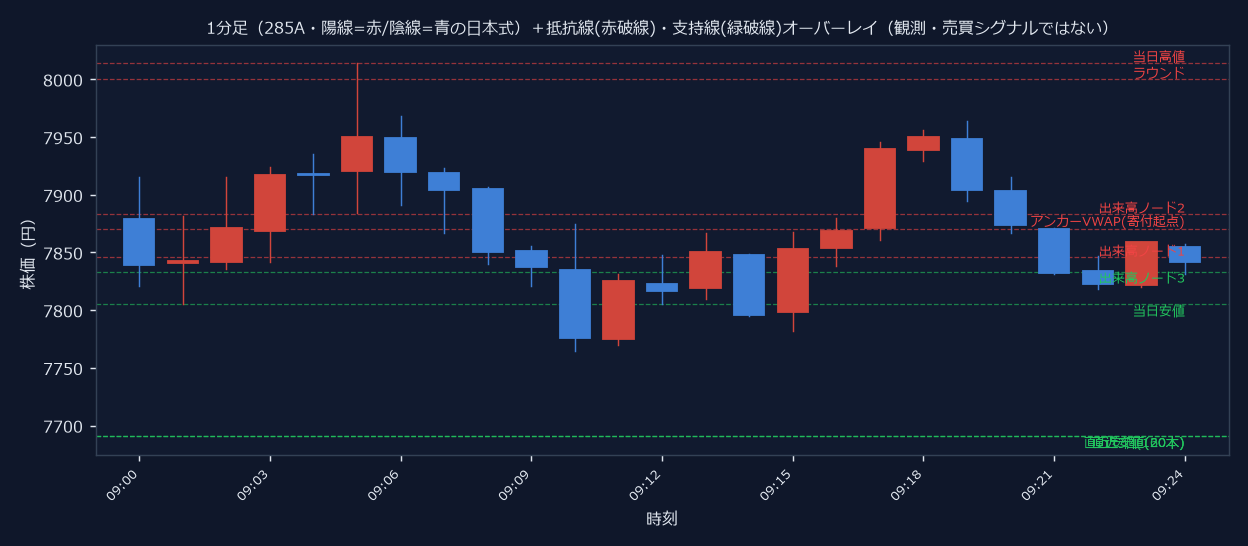 1分足（285A・陽線=赤/陰線=青の日本式）＋抵抗線(赤破線)・支持線(緑破線)オーバーレイ（観測・売買シグナルではない）
当日高値
8000
ラウンド
7950
7900
出来高ノード2
アンカーVWAP(寄付起点)
7850
出来高ノード
出来高ノード3
7800
当日安値
7750
7700
(20本)
株価 (円)
09:00
09:03
09:06
09:09
09:12
09:15
09:18
09:21
09:24
時刻